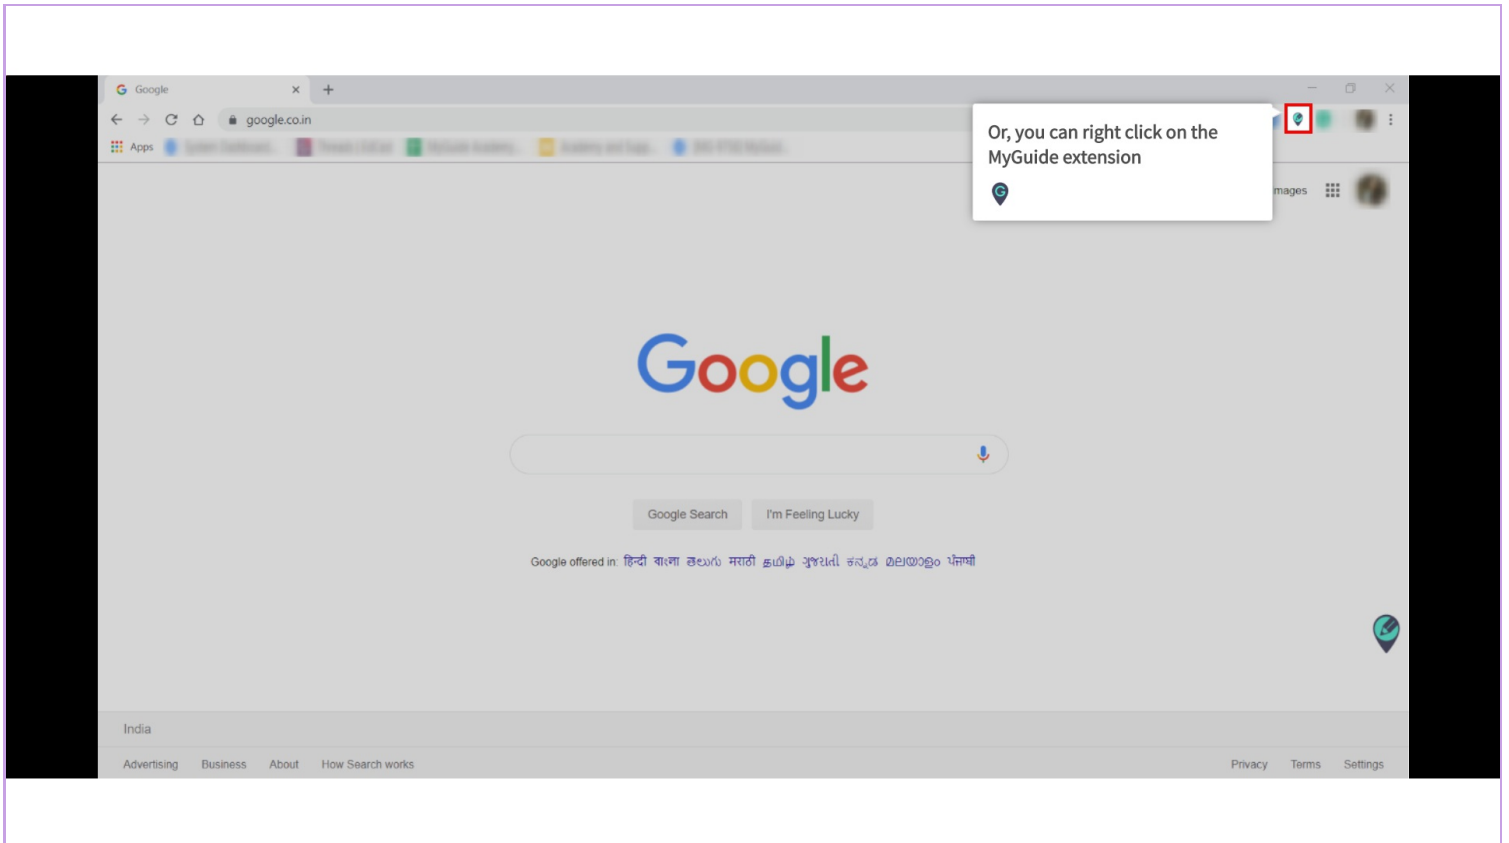 Google
google.co.in
Apps
Or, you can right click on the
MyGuide extension
mages
Google
Google Search
I'm Feeling Lucky
Google offered in: हिन्दी বাংলা తెలుగు मराठी தமிழ் ગુજરાતી ಕನ್ನಡ മലയാളം ਪੰਜਾਬੀ
India
Advertising Business About How Search works
Privacy Terms Settings